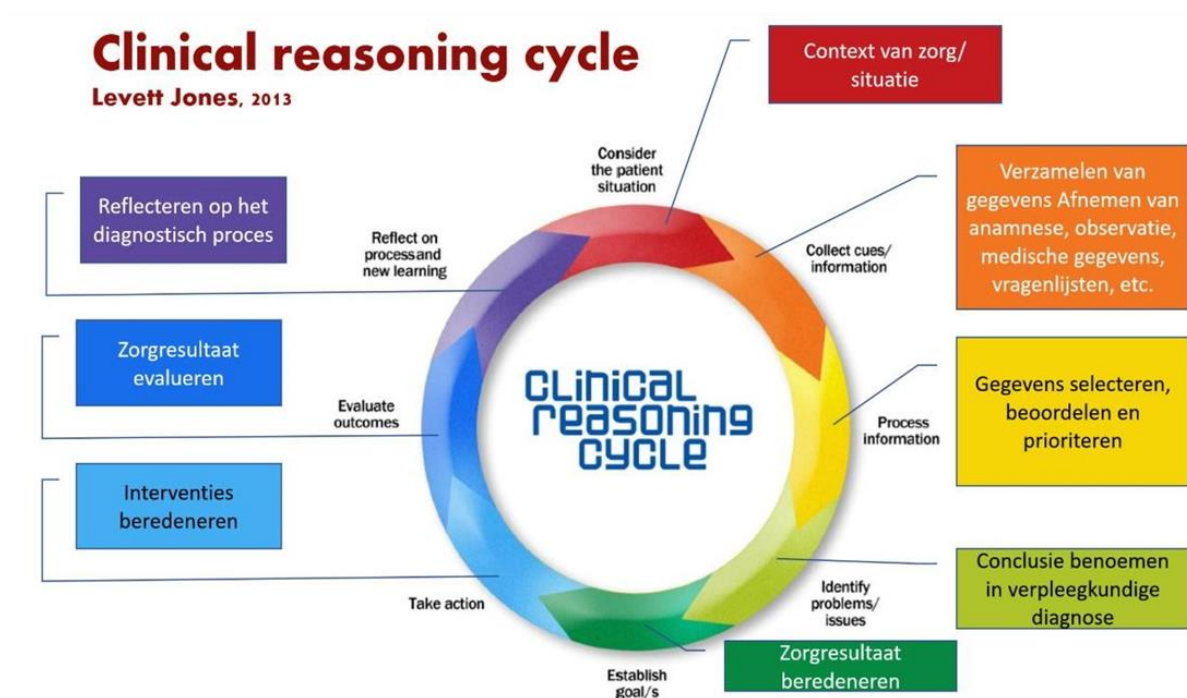 Clinical reasoning cycle
Levett Jones, 2013
Context van zorg/
situatie
Consider
the patient
situation
Verzamelen van
gegevens Afnemen van
anamnese, observatie,
medische gegevens,
vragenlijsten, etc.
Collect cues/
information
Gegevens selecteren,
beoordelen en
prioriteren
Process
information
Conclusie benoemen
in verpleegkundige
diagnose
Identify
problems/
issues
Zorgresultaat
beredeneren
Establish
goal/s
Interventies
beredeneren
Take action
Zorgresultaat
evalueren
Evaluate
outcomes
Reflecteren op het
diagnostisch proces
Reflect on
process and
new learning
CLINICAL
REASONING
CYCLE